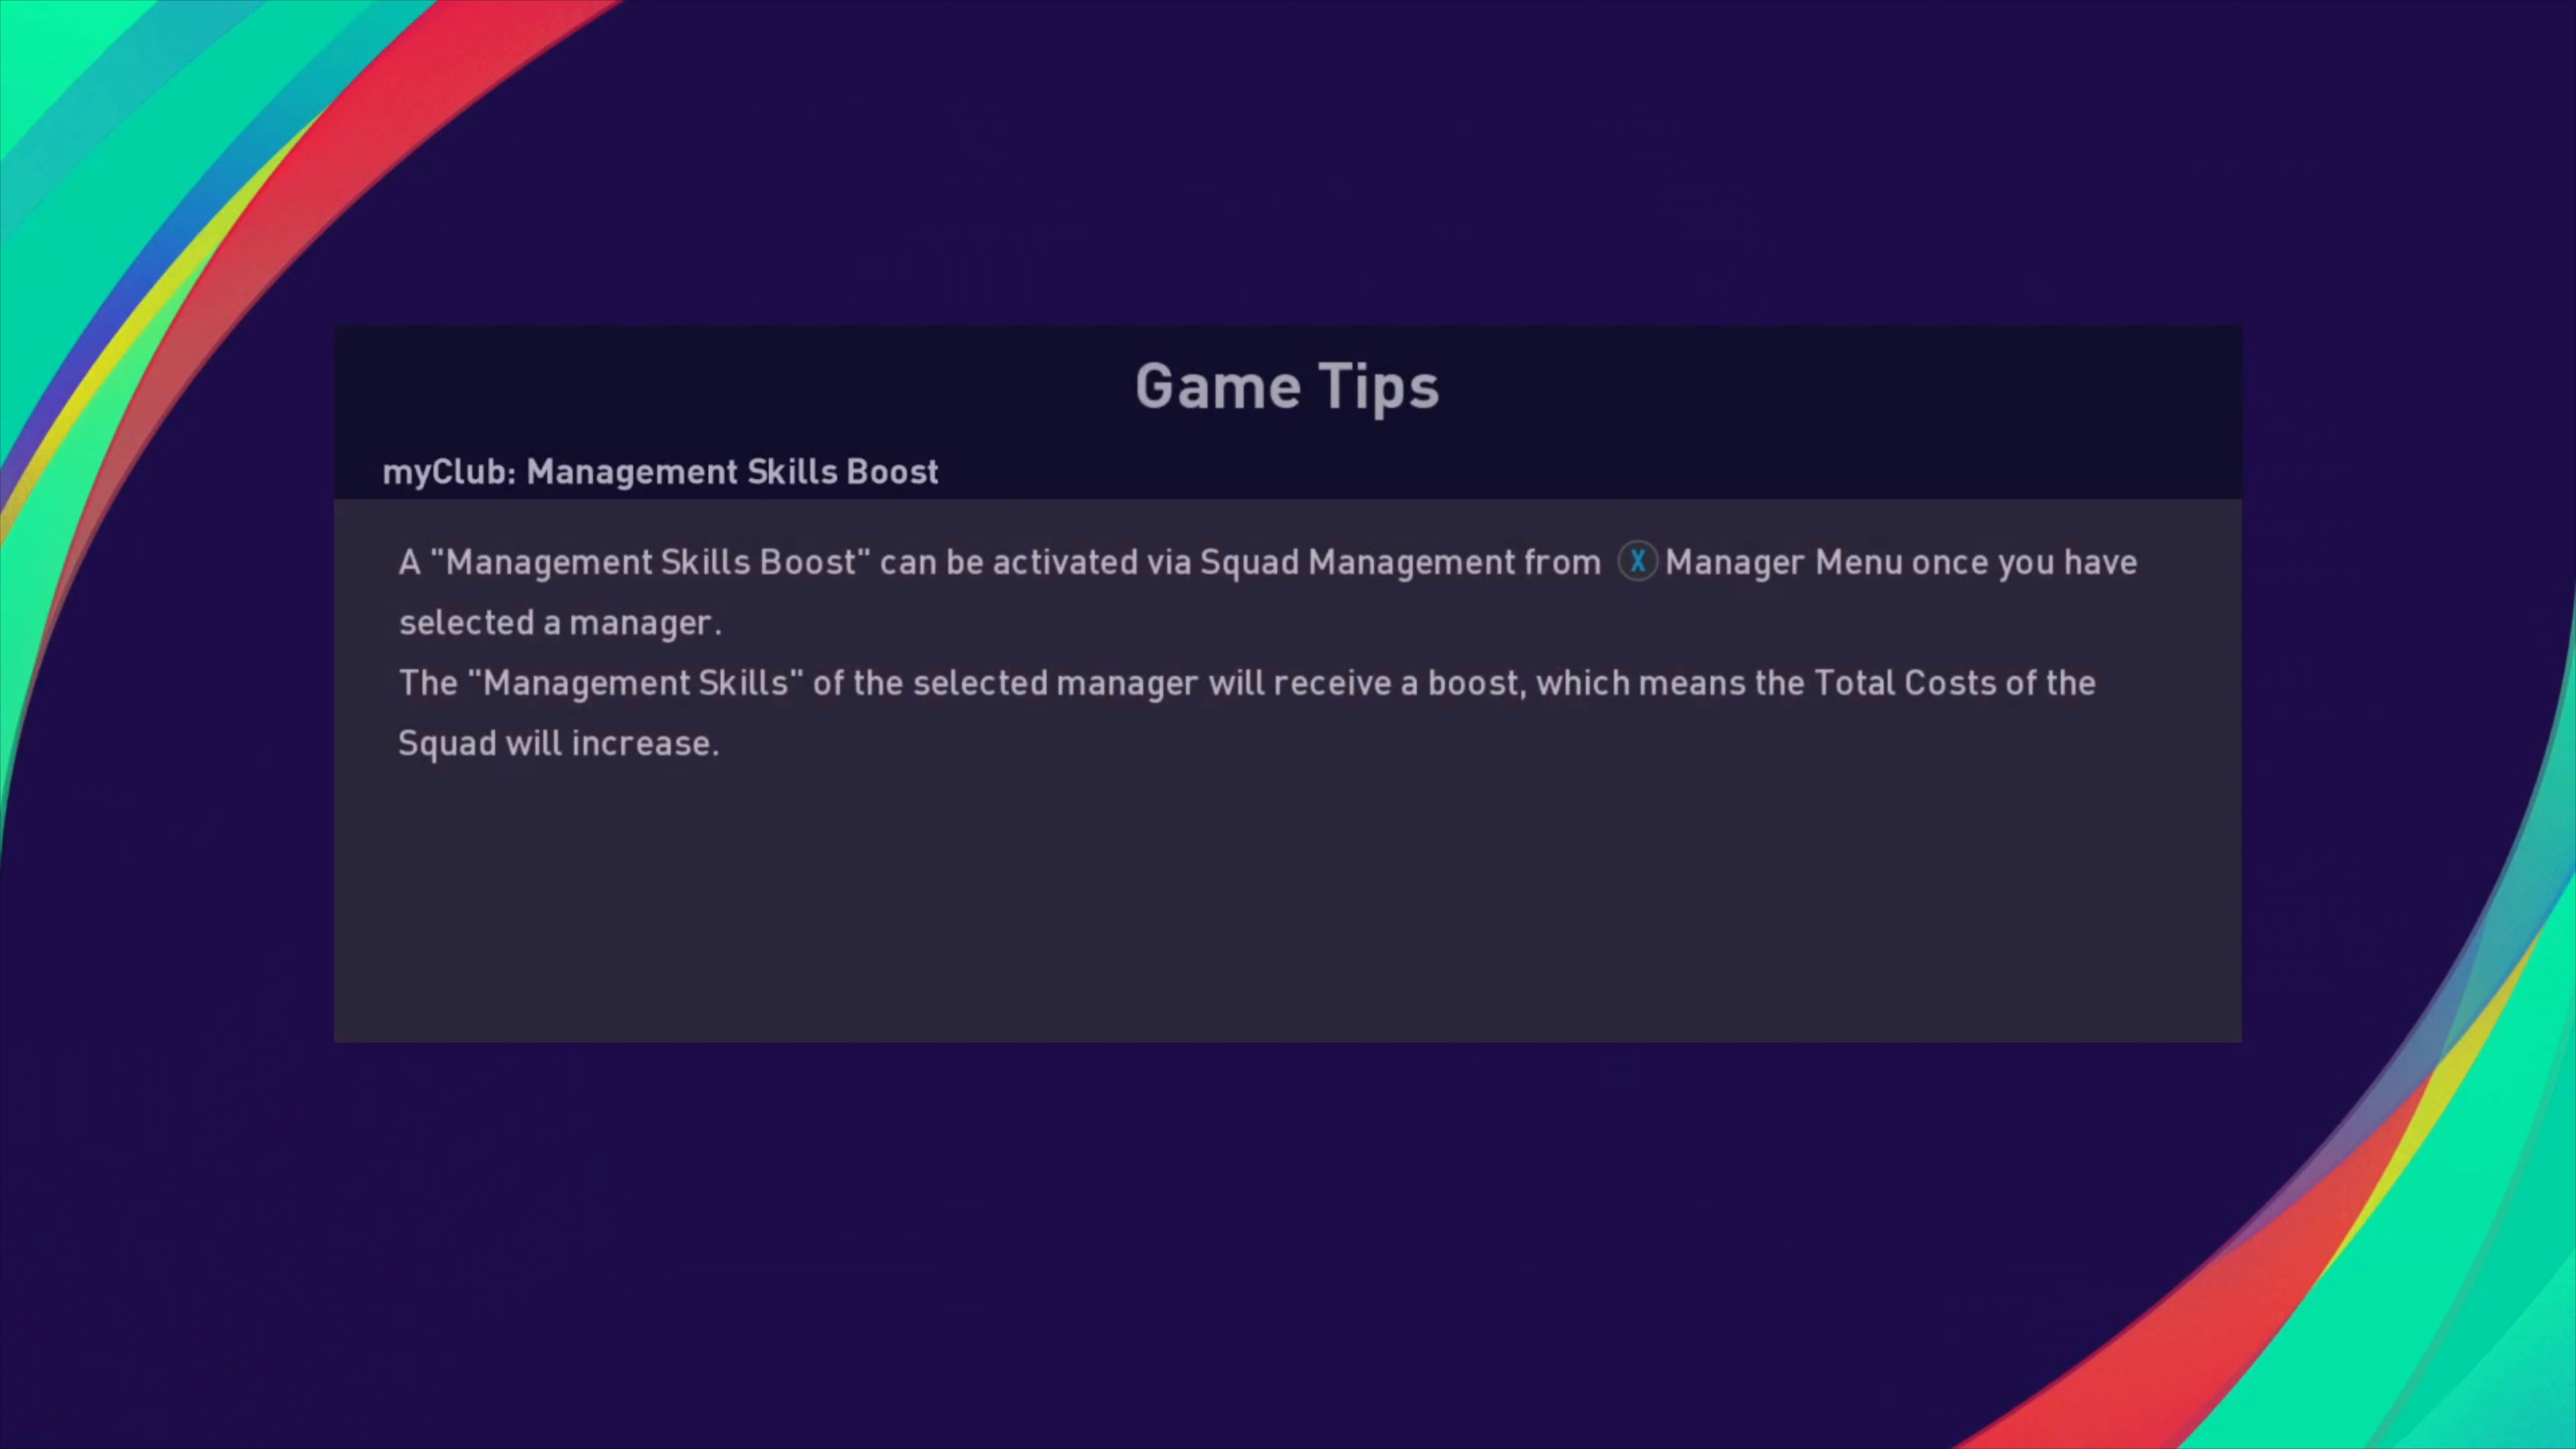 Game Tips
myClub: Management Skills Boost
A "Management Skills Boost" can be activated via Squad Management from X Manager Menu once you have
selected a manager.
The "Management Skills" of the selected manager will receive a boost, which means the Total Costs of the
Squad will increase.